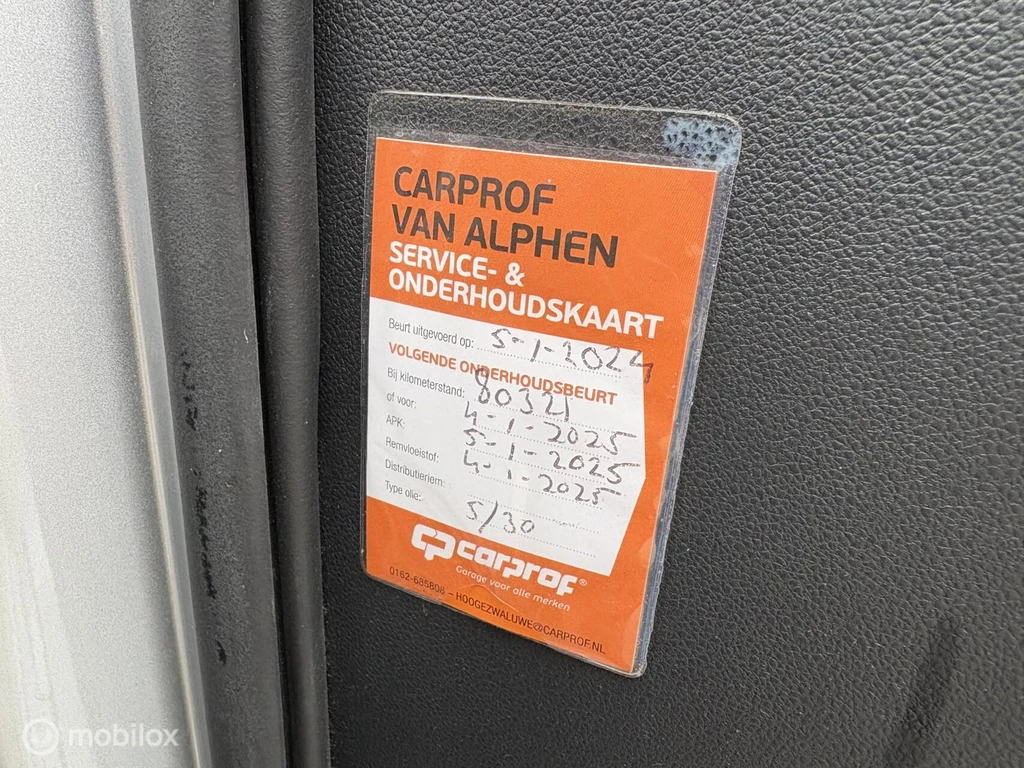 CARPROF
VAN ALPHEN
SERVICE- &
ONDERHOUDSKAART
Beurt uitgevoerd op: 5-1-2024
VOLGENDE ONDERHOUDSBEURT
Bij kilometerstand: 80321
of voor: 4-1-2025
APK: 5-1-2025
Remvloeistof: 4-1-2025
Distributieriem:
Type olie: 5/30
CP carprof®
Garage voor alle merken
0162-685808 – HOOGEZWALUWE@CARPROF.NL
mobilox